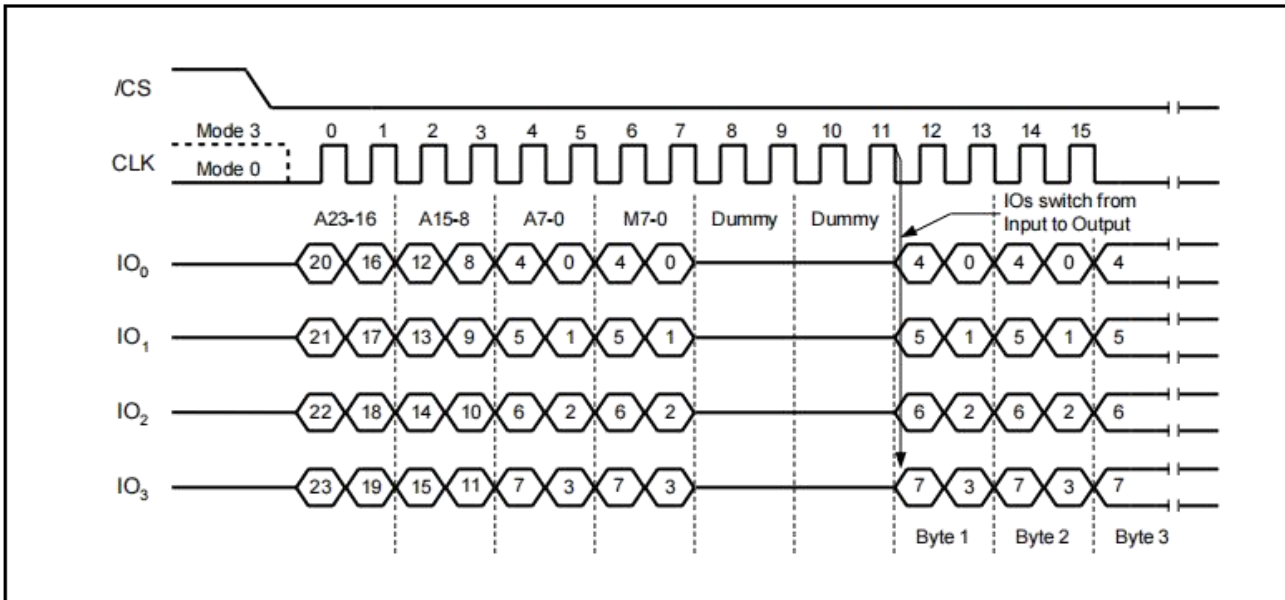 /CS
Mode 3 0 1 2 3 4 5 6 7 8 9 10 11 12 13 14 15
CLK
Mode 0
IOs switch from
Input to Output
A23-16 A15-8 A7-0 M7-0 Dummy Dummy
IO0 20 16 12 8 4 0 4 0 4 0 4 0 4
IO1 21 17 13 9 5 1 5 1 5 1 5 1 5
IO2 22 18 14 10 6 2 6 2 6 2 6 2 6
IO3 23 19 15 11 7 3 7 3 7 3 7 3 7
Byte 1 Byte 2 Byte 3